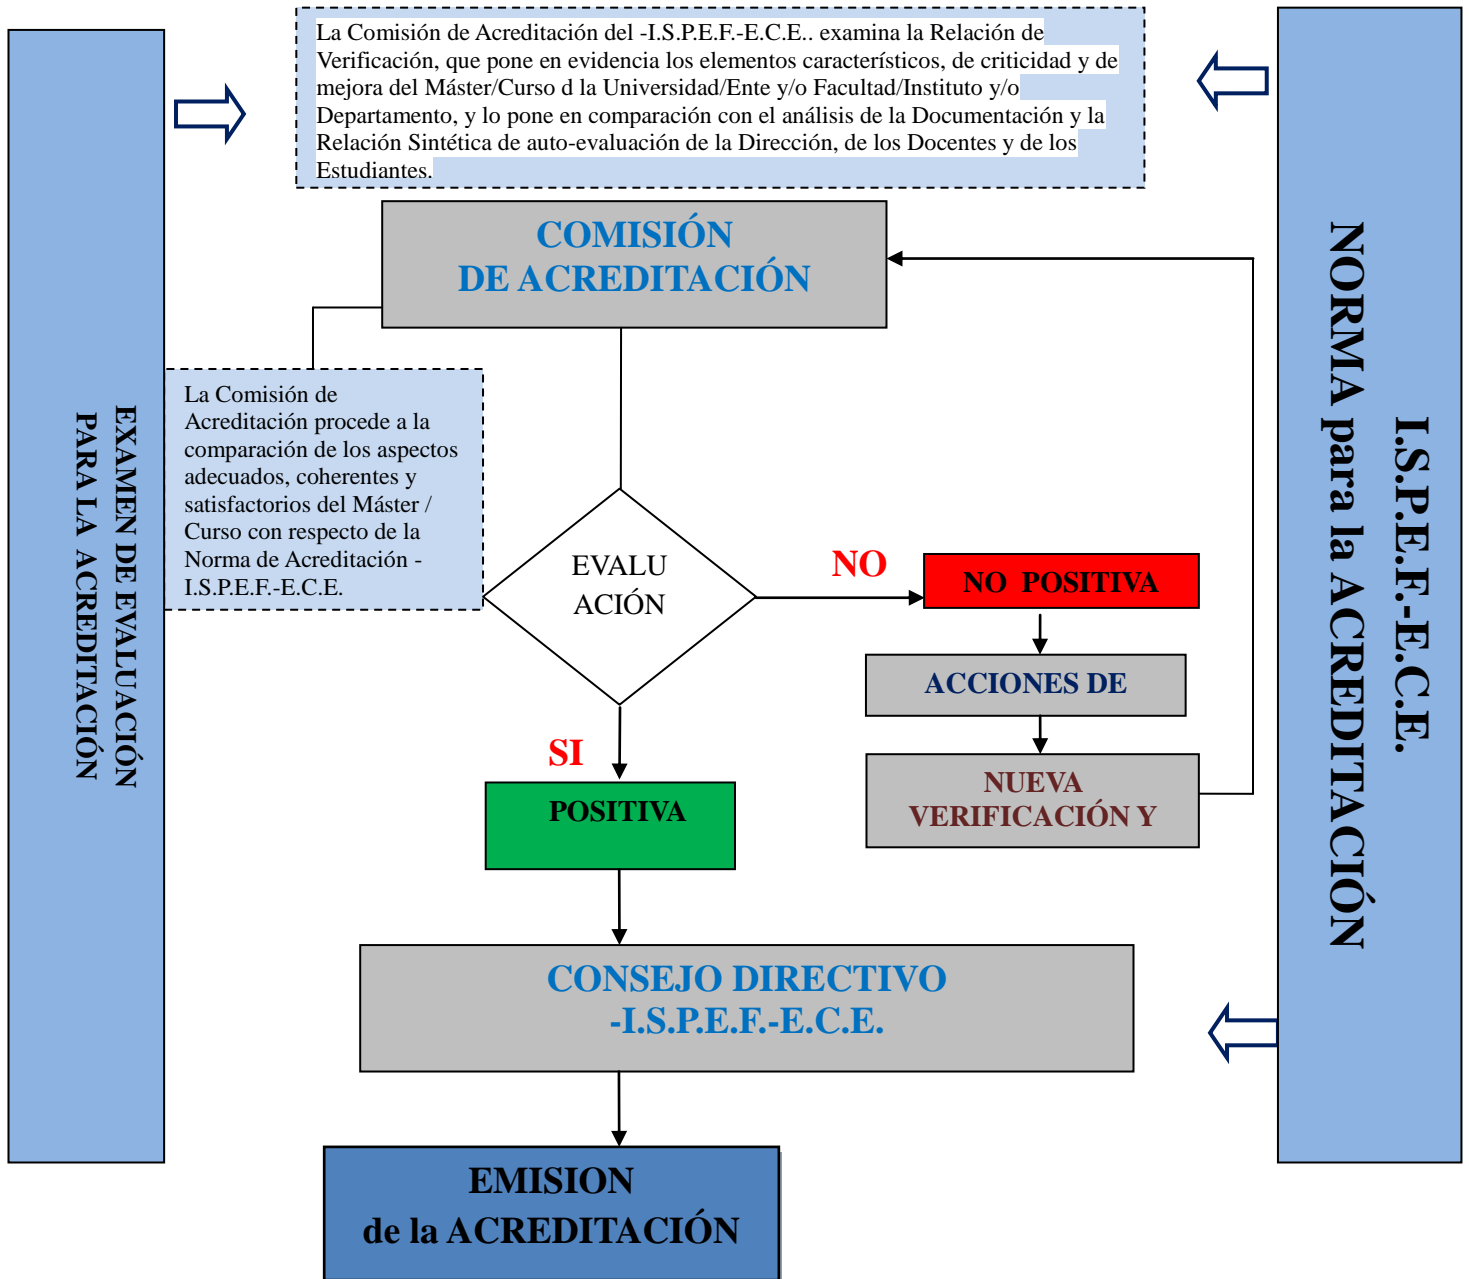 La Comisión de Acreditación del -I.S.P.E.F.-E.C.E.. examina la Relación de
Verificación, que pone en evidencia los elementos característicos, de criticidad y de
mejora del Máster/Curso d la Universidad/Ente y/o Facultad/Instituto y/o
Departamento, y lo pone en comparación con el análisis de la Documentación y la
Relación Sintética de auto-evaluación de la Dirección, de los Docentes y de los
Estudiantes.
EXAMEN DE EVALUACIÓN
PARA LA ACREDITACIÓN
I.S.P.E.F.-E.C.E.
NORMA para la ACREDITACIÓN
COMISIÓN
DE ACREDITACIÓN
La Comisión de
Acreditación procede a la
comparación de los aspectos
adecuados, coherentes y
satisfactorios del Máster /
Curso con respecto de la
Norma de Acreditación -
I.S.P.E.F.-E.C.E.
EVALU
ACIÓN
NO
NO POSITIVA
ACCIONES DE
NUEVA
VERIFICACIÓN Y
SI
POSITIVA
CONSEJO DIRECTIVO
-I.S.P.E.F.-E.C.E.
EMISION
de la ACREDITACIÓN